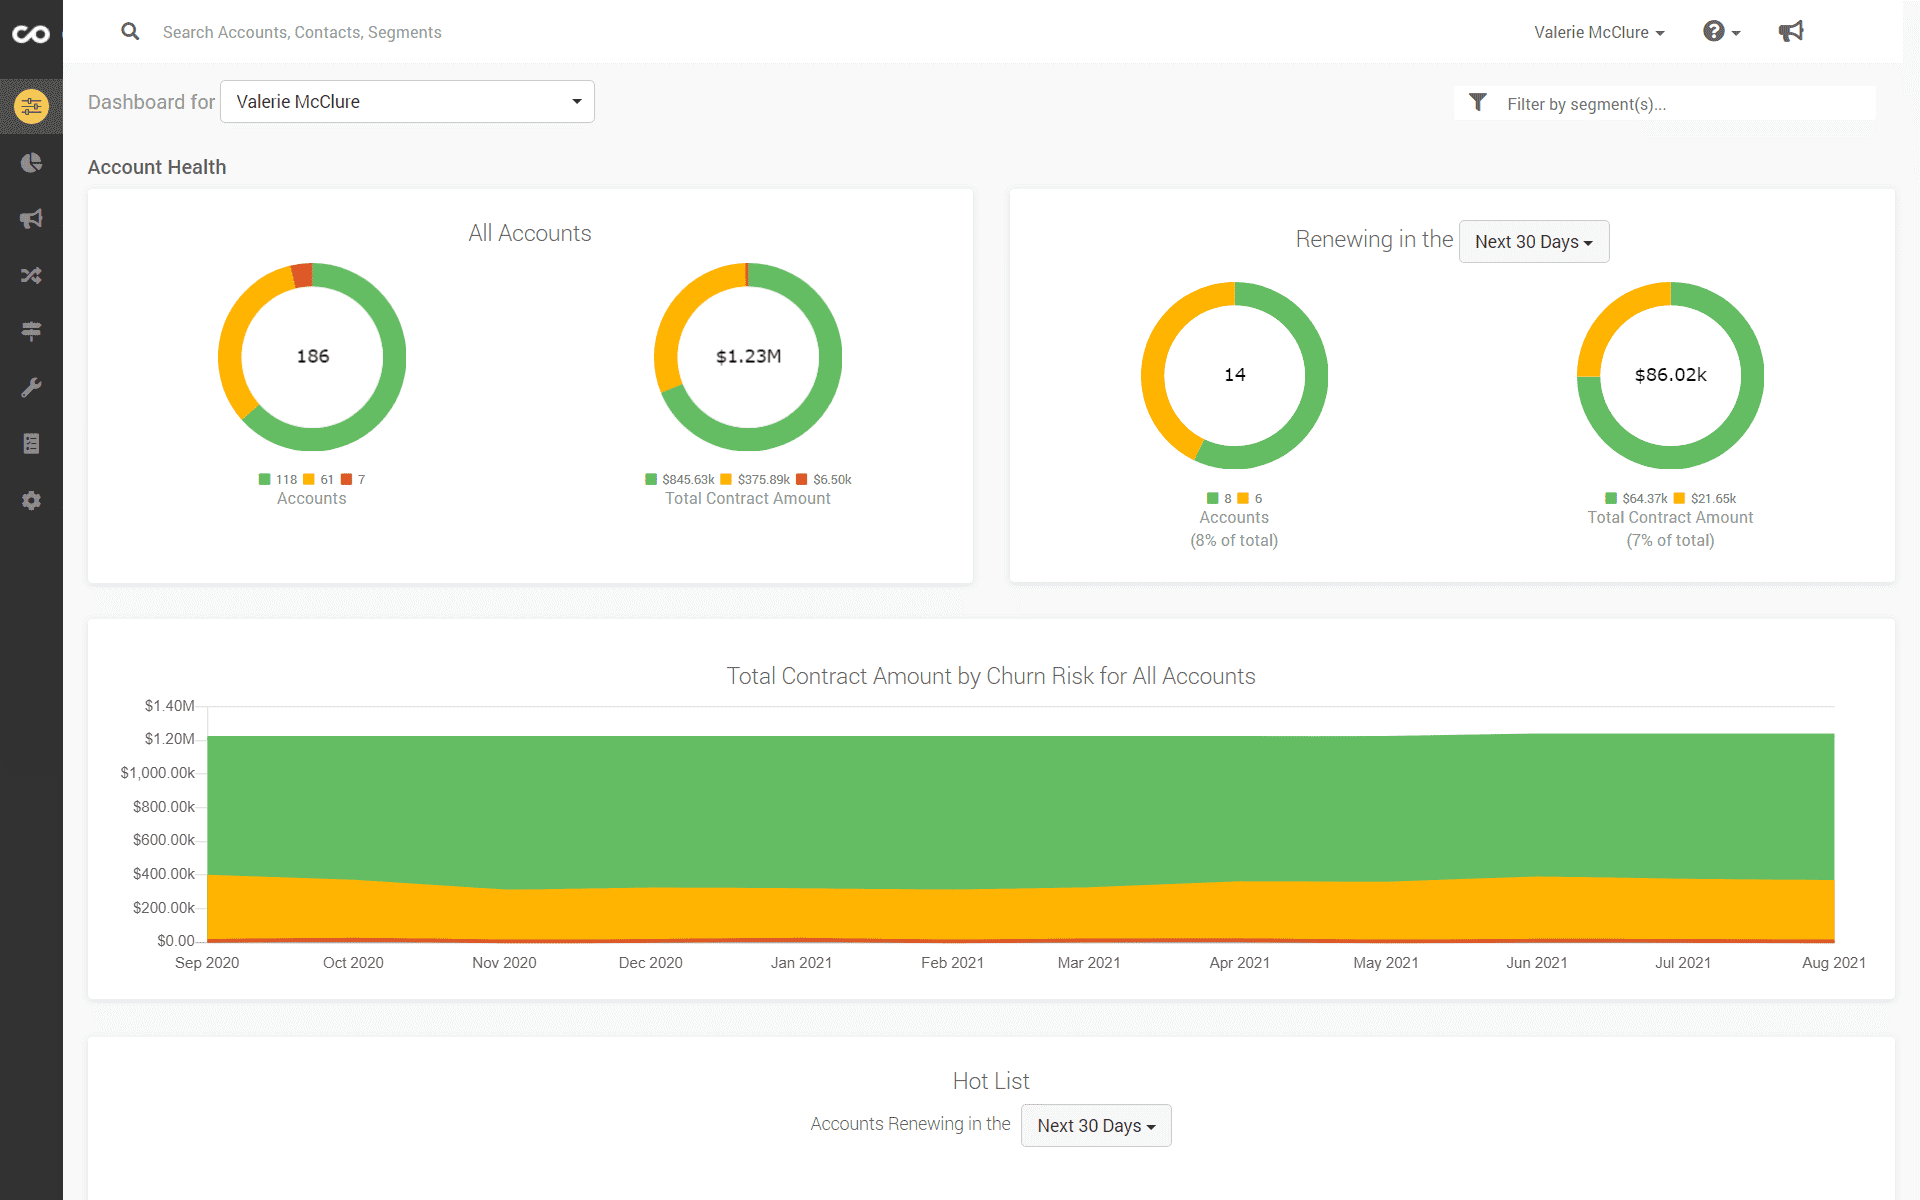 Search Accounts, Contacts, Segments
Valerie McClure
Dashboard for
Valerie McClure
Filter by segment(s)...
Account Health
All Accounts
186
118 61 7
Accounts
$1.23M
$845.63k $375.89k $6.50k
Total Contract Amount
Renewing in the Next 30 Days
14
8 6
Accounts
(8% of total)
$86.02k
$64.37k $21.65k
Total Contract Amount
(7% of total)
Total Contract Amount by Churn Risk for All Accounts
$1.40M
$1.20M
$1,000.00k
$800.00k
$600.00k
$400.00k
$200.00k
$0.00
Sep 2020 Oct 2020 Nov 2020 Dec 2020 Jan 2021 Feb 2021 Mar 2021 Apr 2021 May 2021 Jun 2021 Jul 2021 Aug 2021
Hot List
Accounts Renewing in the Next 30 Days